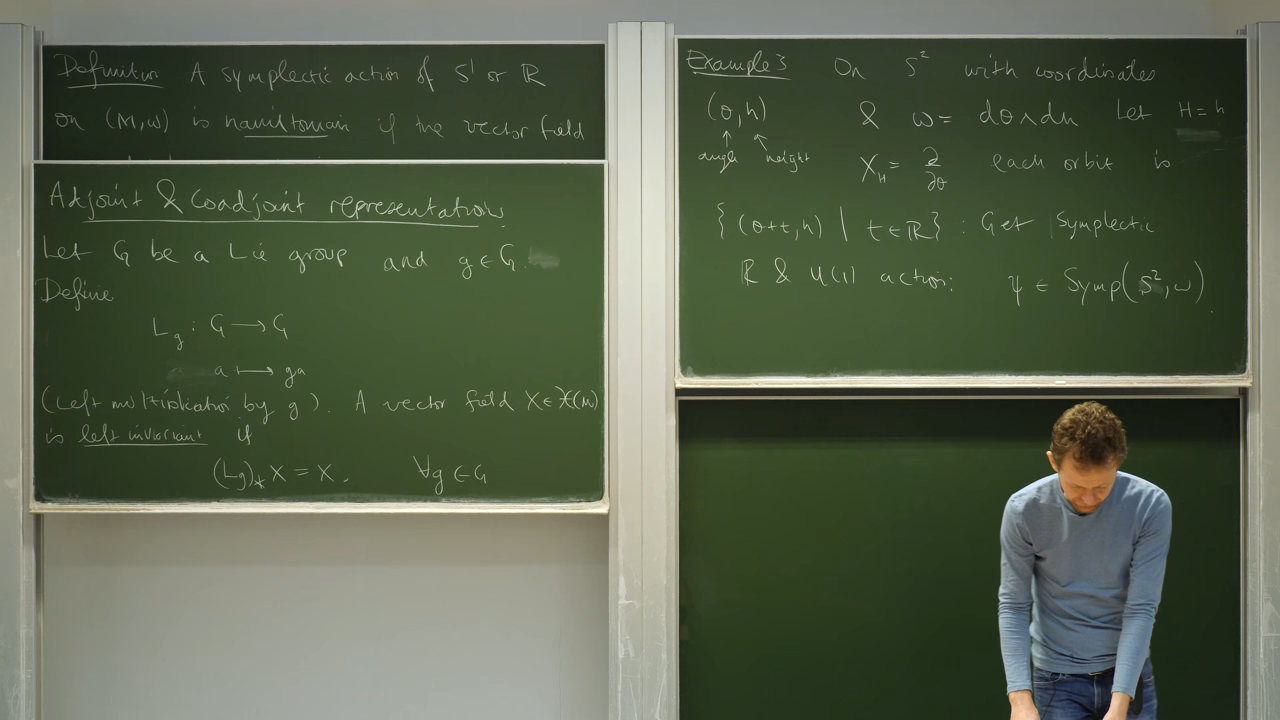 Definition A symplectic action of S¹ or ℝ
on (M,ω) is hamiltonian if the vector field
Adjoint & Coadjoint representations
Let G be a Lie group and g ∈ G.
Define
L_g : G ⟶ G
a ⟼ ga
(Left multiplication by g). A vector field X ∈ 𝔛(M)
is left invariant if
(Lg)_* X = X, ∀g ∈ G
Example 3 On S² with coordinates
(θ,h) & ω = dθ∧dh Let H = h
↑ ↖
angle height X_H = ∂/∂θ each orbit is
{(θ+t,h) | t ∈ ℝ} : Get Symplectic
ℝ & U(1) action: ψ ∈ Symp(S²,ω).